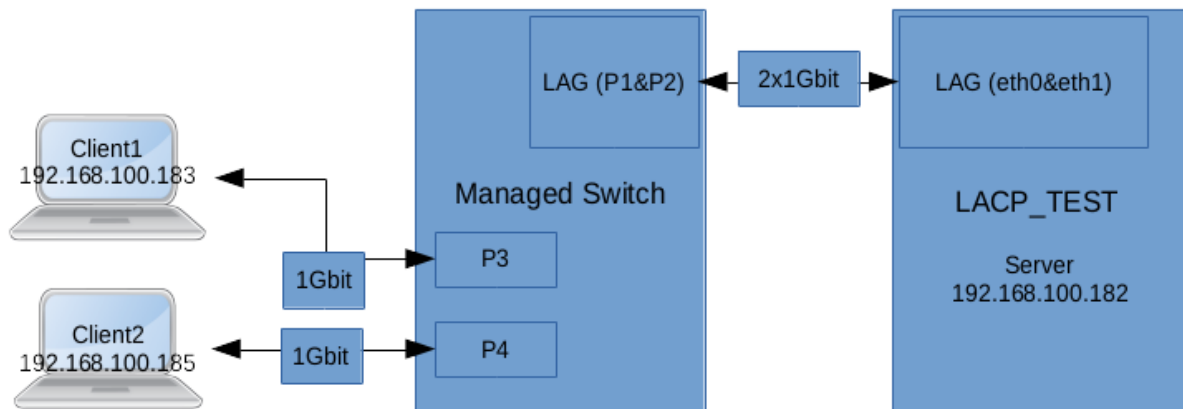 LAG (P1&P2)
2x1Gbit
LAG (eth0&eth1)
Client1
192.168.100.183
Managed Switch
LACP_TEST
P3
Server
192.168.100.182
1Gbit
Client2
192.168.100.185
1Gbit
P4